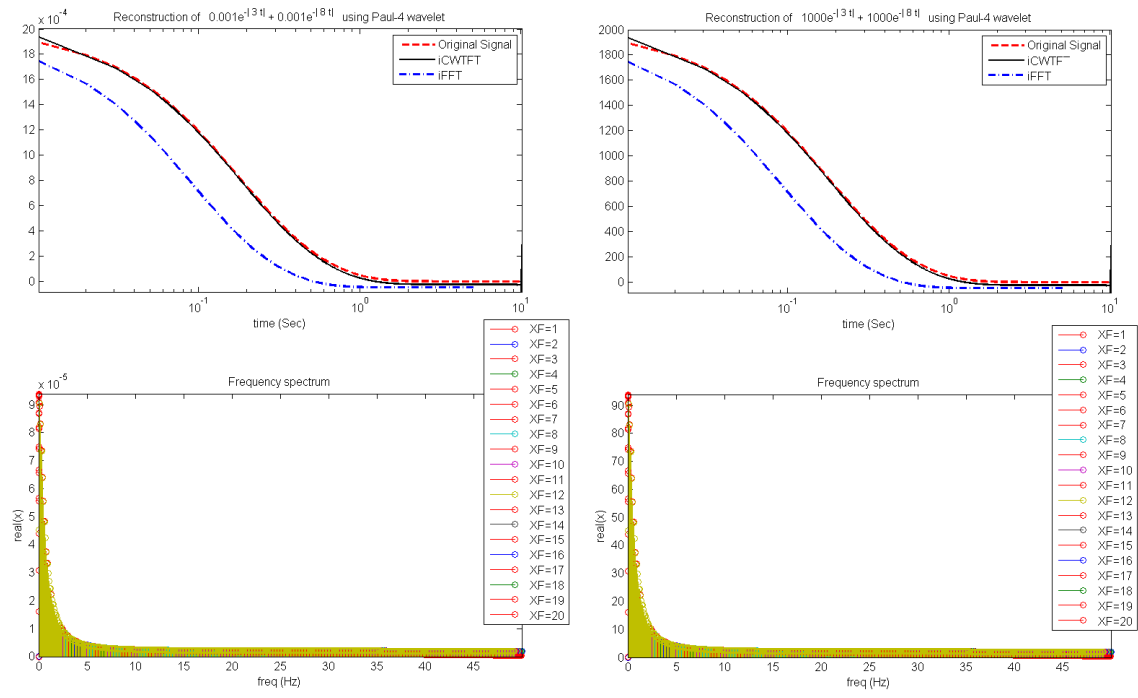 Reconstruction of 0.001e^-|3 t| + 0.001e^-|8 t| using Paul-4 wavelet
x 10^-4
20
18
16
14
12
10
8
6
4
2
0
Original Signal
iCWTFT
iFFT
10^-1
10^0
10^1
time (Sec)
Reconstruction of 1000e^-|3 t| + 1000e^-|8 t| using Paul-4 wavelet
2000
1800
1600
1400
1200
1000
800
600
400
200
0
Original Signal
iCWTF
iFFT
10^-1
10^0
10^1
time (Sec)
Frequency spectrum
x 10^-5
9
8
7
6
5
4
3
2
1
0
real(x)
0
5
10
15
20
25
30
35
40
45
freq (Hz)
XF=1
XF=2
XF=3
XF=4
XF=5
XF=6
XF=7
XF=8
XF=9
XF=10
XF=11
XF=12
XF=13
XF=14
XF=15
XF=16
XF=17
XF=18
XF=19
XF=20
Frequency spectrum
90
80
70
60
50
40
30
20
10
0
real(x)
0
5
10
15
20
25
30
35
40
45
freq (Hz)
XF=1
XF=2
XF=3
XF=4
XF=5
XF=6
XF=7
XF=8
XF=9
XF=10
XF=11
XF=12
XF=13
XF=14
XF=15
XF=16
XF=17
XF=18
XF=19
XF=20